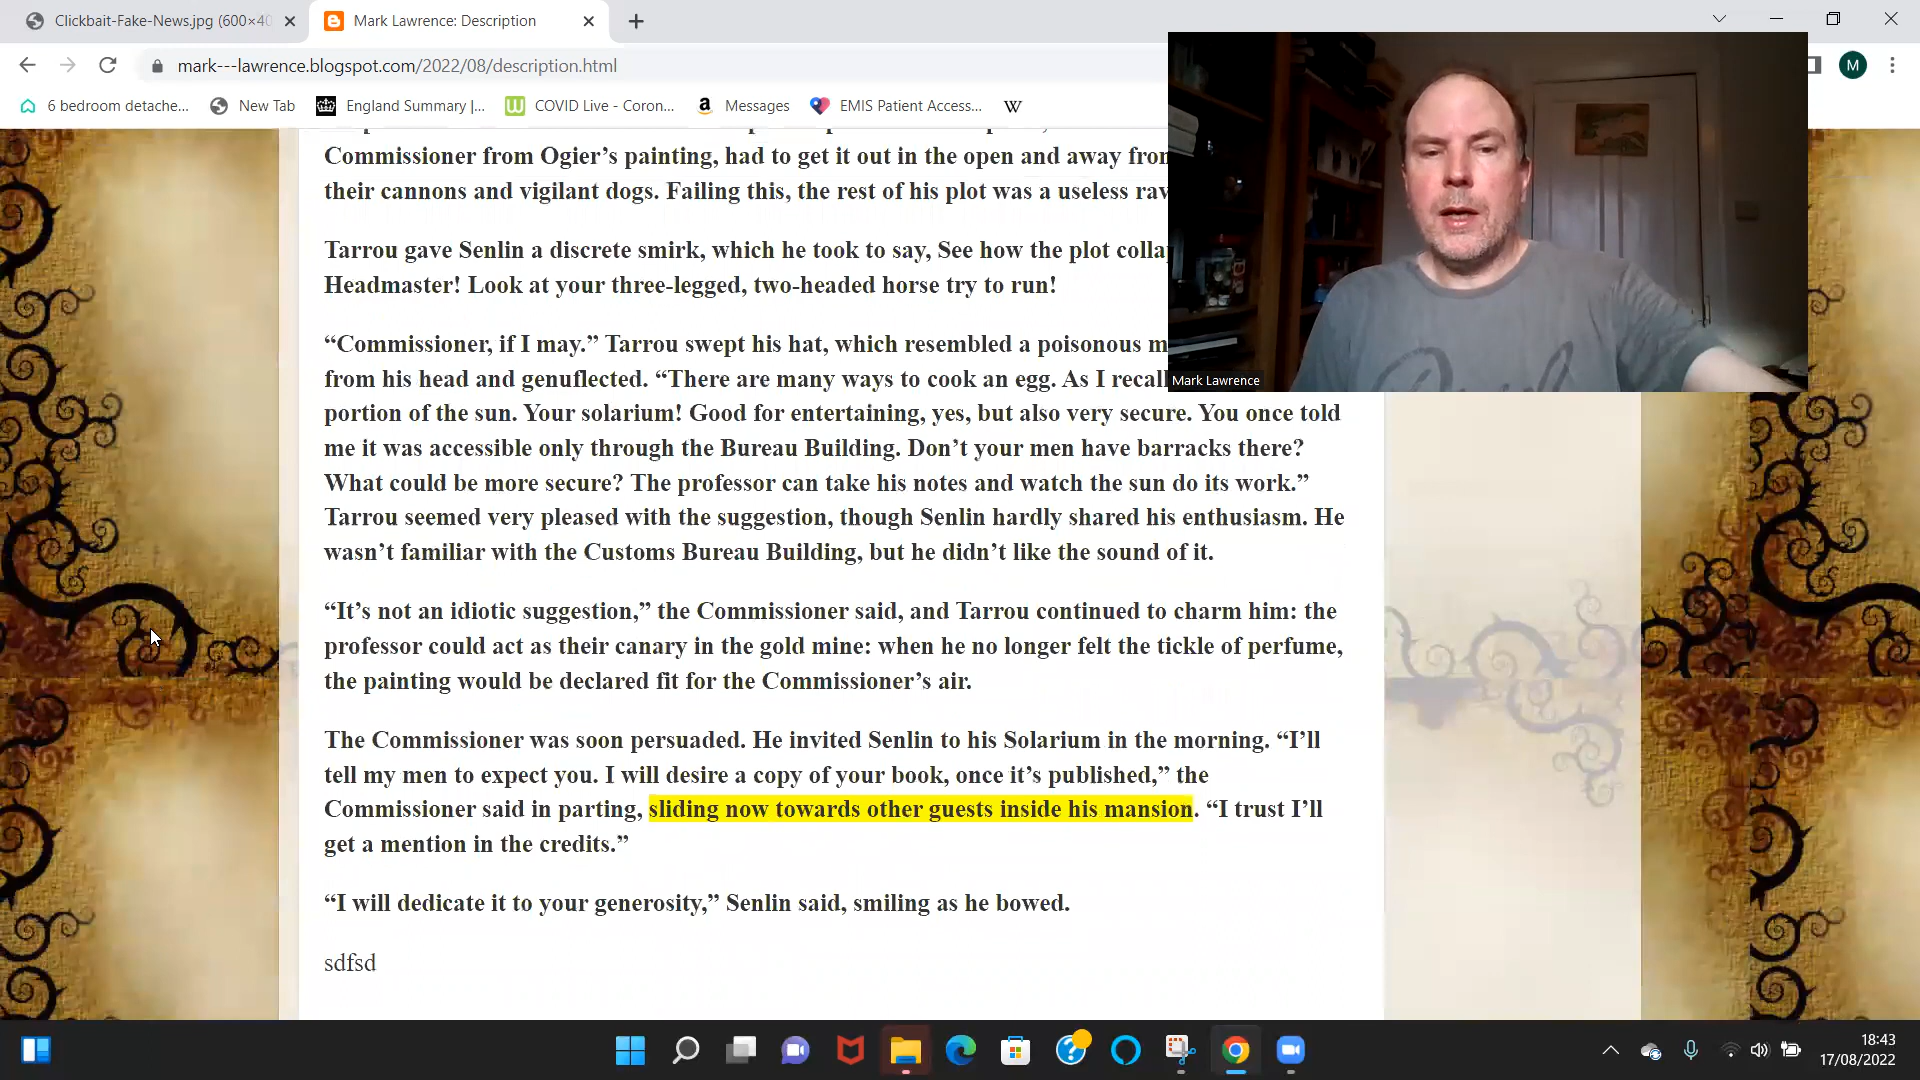 Clickbait-Fake-News.jpg (600×40
Mark Lawrence: Description
mark---lawrence.blogspot.com/2022/08/description.html
M
6 bedroom detache...
New Tab
England Summary |...
COVID Live - Coron...
Messages
EMIS Patient Access...
W
Commissioner from Ogier’s painting, had to get it out in the open and away from
their cannons and vigilant dogs. Failing this, the rest of his plot was a useless rav
Tarrou gave Senlin a discrete smirk, which he took to say, See how the plot colla
Headmaster! Look at your three-legged, two-headed horse try to run!
“Commissioner, if I may.” Tarrou swept his hat, which resembled a poisonous m
from his head and genuflected. “There are many ways to cook an egg. As I recall
portion of the sun. Your solarium! Good for entertaining, yes, but also very secure. You once told
me it was accessible only through the Bureau Building. Don’t your men have barracks there?
What could be more secure? The professor can take his notes and watch the sun do its work.”
Tarrou seemed very pleased with the suggestion, though Senlin hardly shared his enthusiasm. He
wasn’t familiar with the Customs Bureau Building, but he didn’t like the sound of it.
“It’s not an idiotic suggestion,” the Commissioner said, and Tarrou continued to charm him: the
professor could act as their canary in the gold mine: when he no longer felt the tickle of perfume,
the painting would be declared fit for the Commissioner’s air.
The Commissioner was soon persuaded. He invited Senlin to his Solarium in the morning. “I’ll
tell my men to expect you. I will desire a copy of your book, once it’s published,” the
Commissioner said in parting, sliding now towards other guests inside his mansion. “I trust I’ll
get a mention in the credits.”
“I will dedicate it to your generosity,” Senlin said, smiling as he bowed.
sdfsd
Mark Lawrence
18:43
17/08/2022